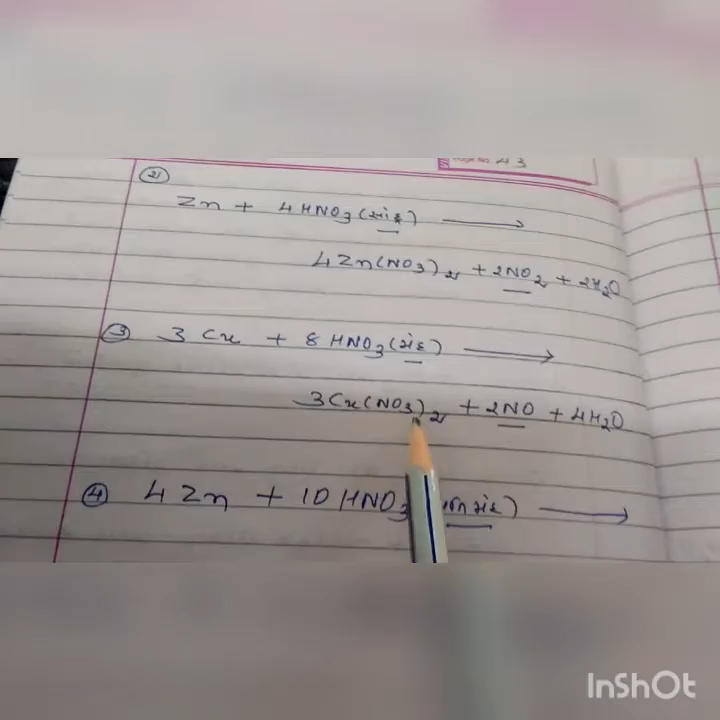 43
②
Zn + 4HNO3 (સાંદ્ર) ⟶
4Zn(NO3)2 + 2NO2 + 2H2O
③ 3Cu + 8HNO3 (સાંદ્ર) ⟶
3Cu(NO3)2 + 2NO + 4H2O
④ 4Zn + 10HNO3 ⟶
InShOt